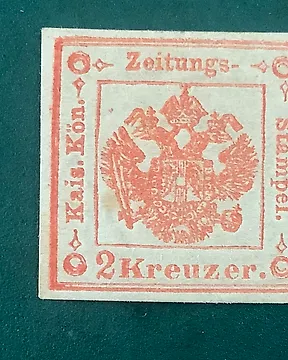 Zeitungs-
Kais. Kön.
Stämpel.
2 Kreuzer.